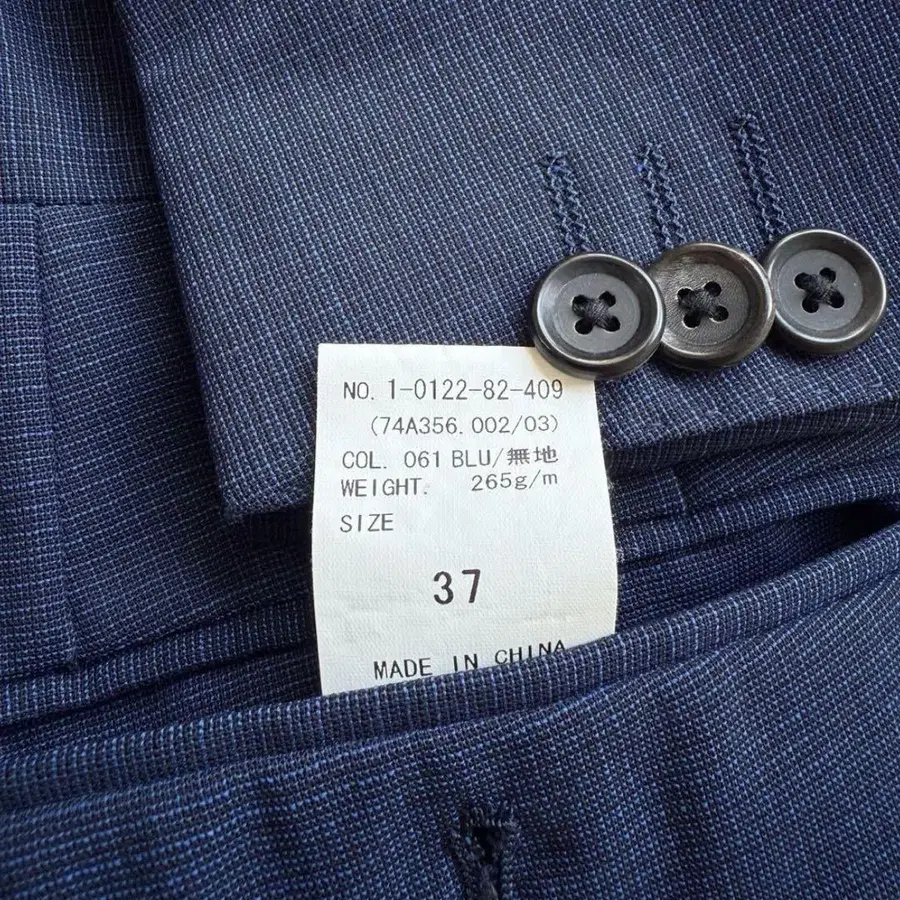 NO. 1-0122-82-409
(74A356.002/03)
COL. 061 BLU/無地
WEIGHT. 265g/m
SIZE
37
MADE IN CHINA